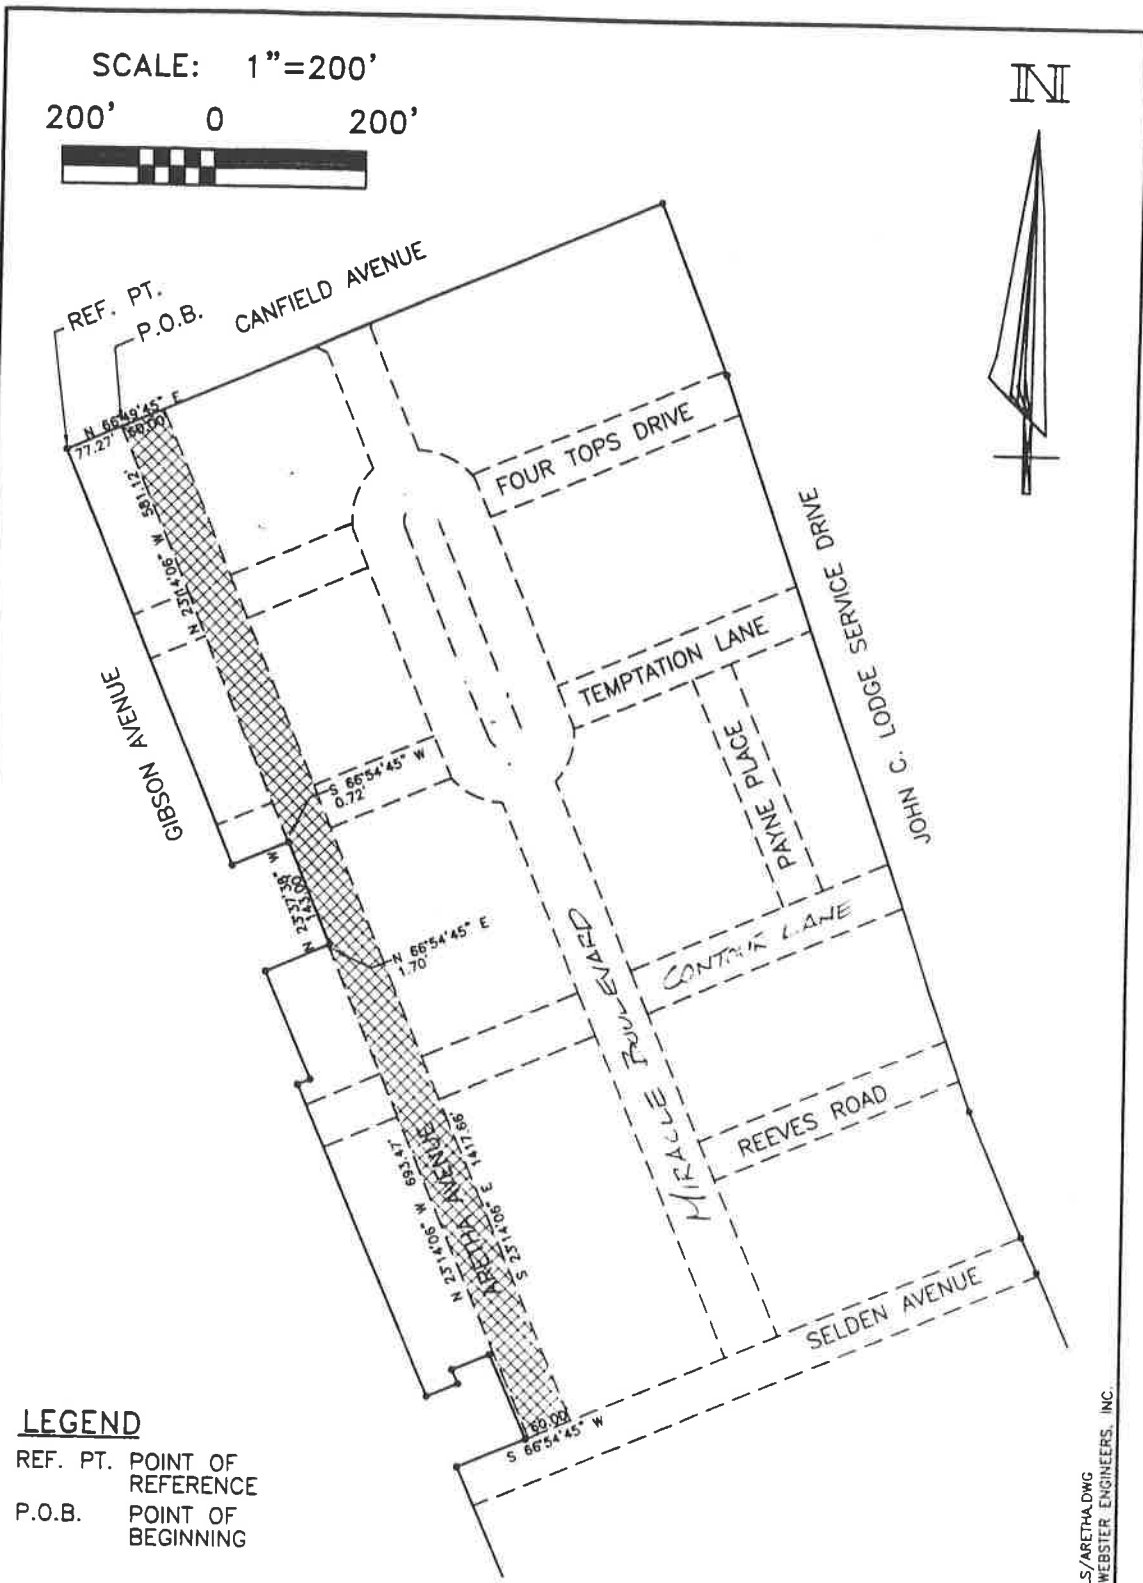 SCALE: 1"=200'
200' 0 200'
N
REF. PT.
P.O.B.
CANFIELD AVENUE
N 66°49'45" E
77.27'
60.00'
581.12'
N 23°14'06" W
FOUR TOPS DRIVE
JOHN C. LODGE SERVICE DRIVE
GIBSON AVENUE
TEMPTATION LANE
PAYNE PLACE
S 66°54'45" W
0.72'
N 23°37'38" W
143.00'
N 66°54'45" E
1.70'
MIRACLE BOULEVARD
CONTOUR LANE
REEVES ROAD
ARETHA AVENUE
N 23°14'06" W 693.47'
S 23°14'06" E 1417.66'
SELDEN AVENUE
60.00'
S 66°54'45" W
LEGEND
REF. PT. POINT OF
REFERENCE
P.O.B. POINT OF
BEGINNING
S/ARETHA.DWG
WEBSTER ENGINEERS, INC.